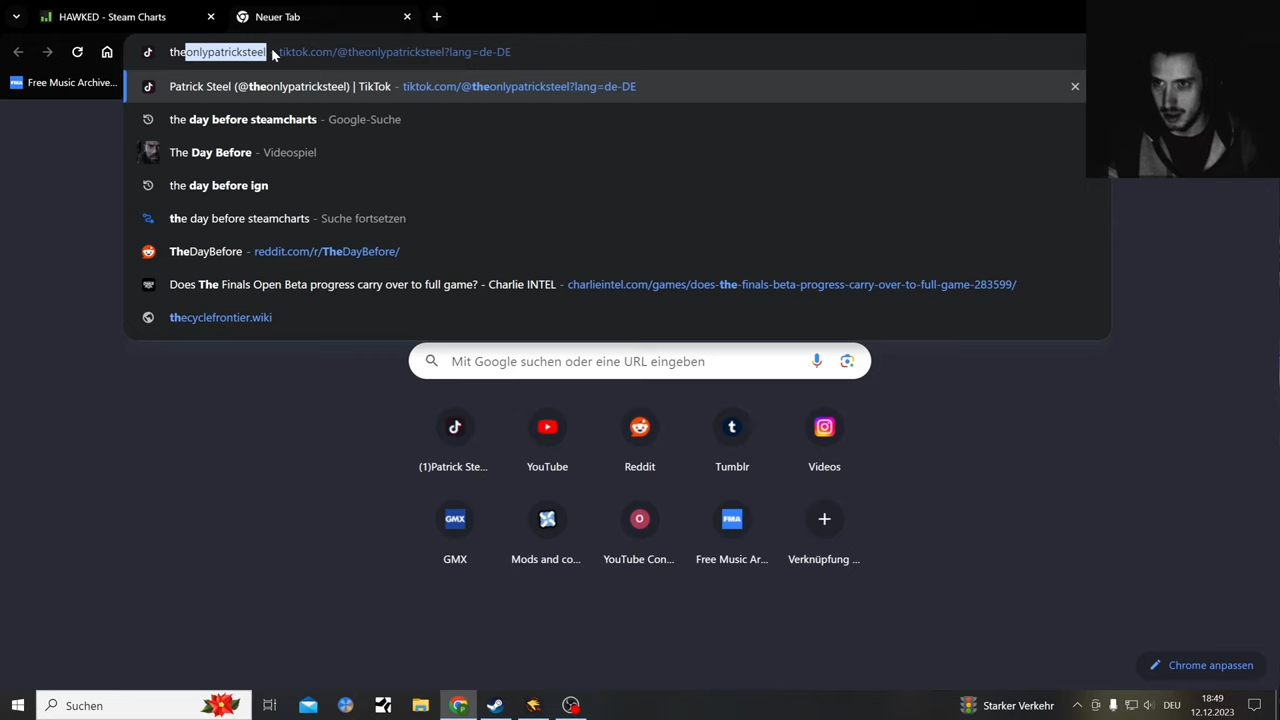 HAWKED - Steam Charts
Neuer Tab
theonlypatricksteel - tiktok.com/@theonlypatricksteel?lang=de-DE
Free Music Archive...
Patrick Steel (@theonlypatricksteel) | TikTok - tiktok.com/@theonlypatricksteel?lang=de-DE
the day before steamcharts - Google-Suche
The Day Before - Videospiel
the day before ign
the day before steamcharts - Suche fortsetzen
TheDayBefore - reddit.com/r/TheDayBefore/
Does The Finals Open Beta progress carry over to full game? - Charlie INTEL - charlieintel.com/games/does-the-finals-beta-progress-carry-over-to-full-game-283599/
thecyclefrontier.wiki
Mit Google suchen oder eine URL eingeben
(1)Patrick Ste...
YouTube
Reddit
Tumblr
Videos
GMX
Mods and co...
YouTube Con...
Free Music Ar...
Verknüpfung ...
Chrome anpassen
Suchen
Starker Verkehr
DEU
18:49
12.12.2023